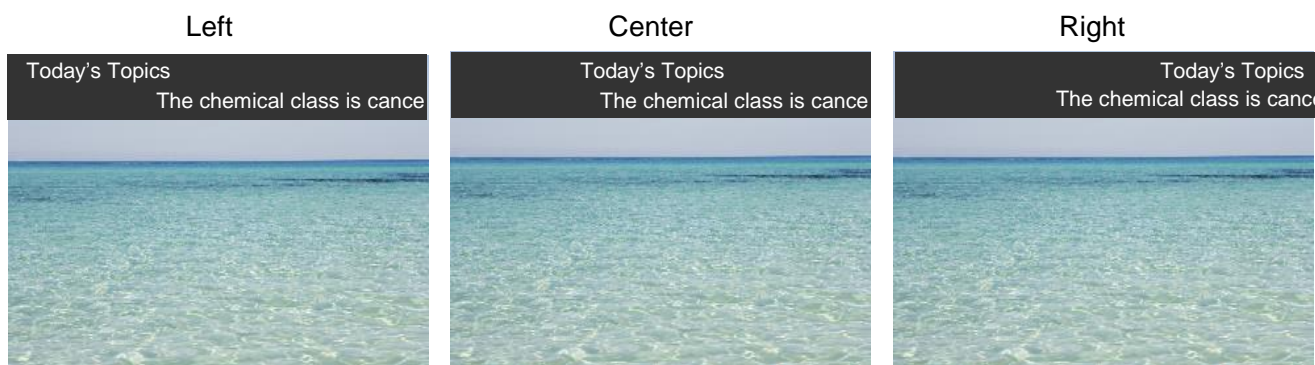 Left
Today's Topics
The chemical class is cance
Center
Today's Topics
The chemical class is cance
Right
Today's Topics
The chemical class is canc